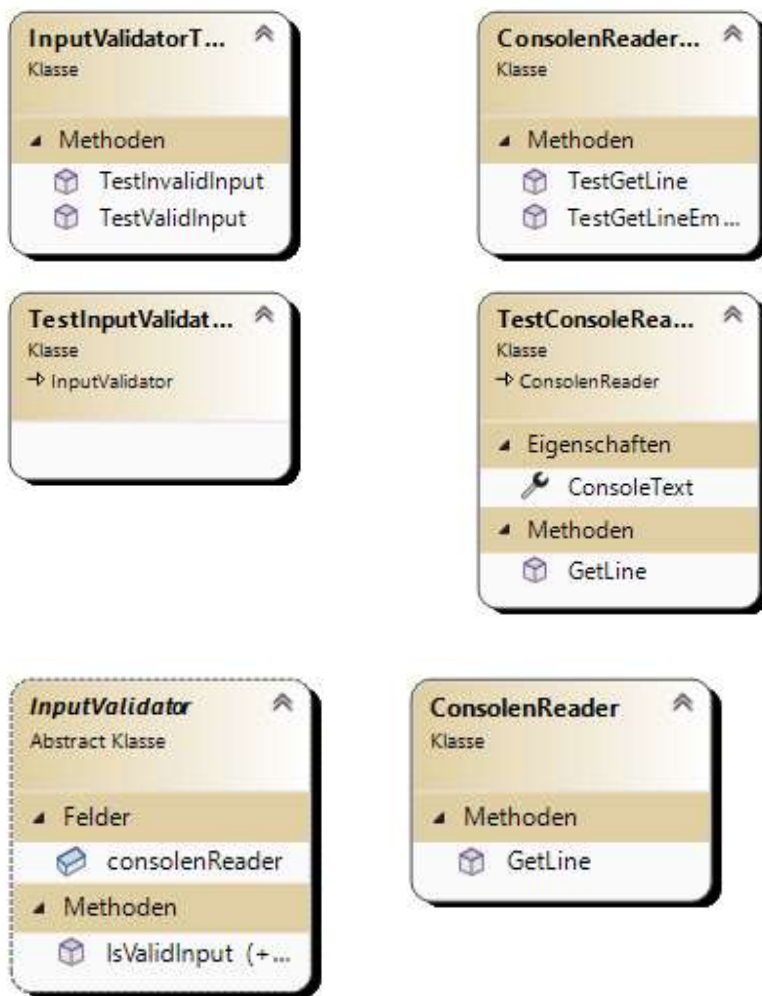 InputValidatorT...
Klasse
Methoden
TestInvalidInput
TestValidInput
ConsolenReader...
Klasse
Methoden
TestGetLine
TestGetLineEm...
TestInputValidat...
Klasse
InputValidator
TestConsoleRea...
Klasse
ConsolenReader
Eigenschaften
ConsoleText
Methoden
GetLine
InputValidator
Abstract Klasse
Felder
consolenReader
Methoden
IsValidInput (+...
ConsolenReader
Klasse
Methoden
GetLine